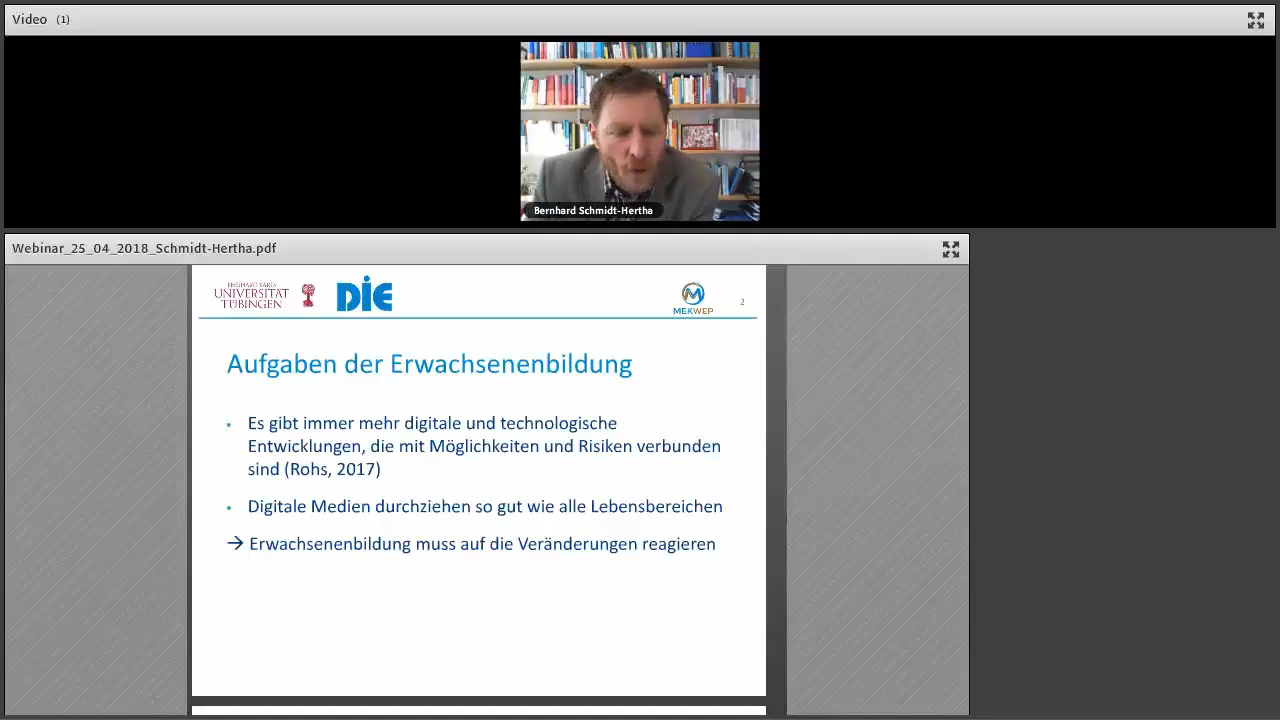 Video (1)
Bernhard Schmidt-Hertha
Webinar_25_04_2018_Schmidt-Hertha.pdf
EBERHARD KARLS
UNIVERSITÄT
TÜBINGEN
DIE
MEKWEP
2
Aufgaben der Erwachsenenbildung
▪ Es gibt immer mehr digitale und technologische
Entwicklungen, die mit Möglichkeiten und Risiken verbunden
sind (Rohs, 2017)
▪ Digitale Medien durchziehen so gut wie alle Lebensbereichen
→ Erwachsenenbildung muss auf die Veränderungen reagieren